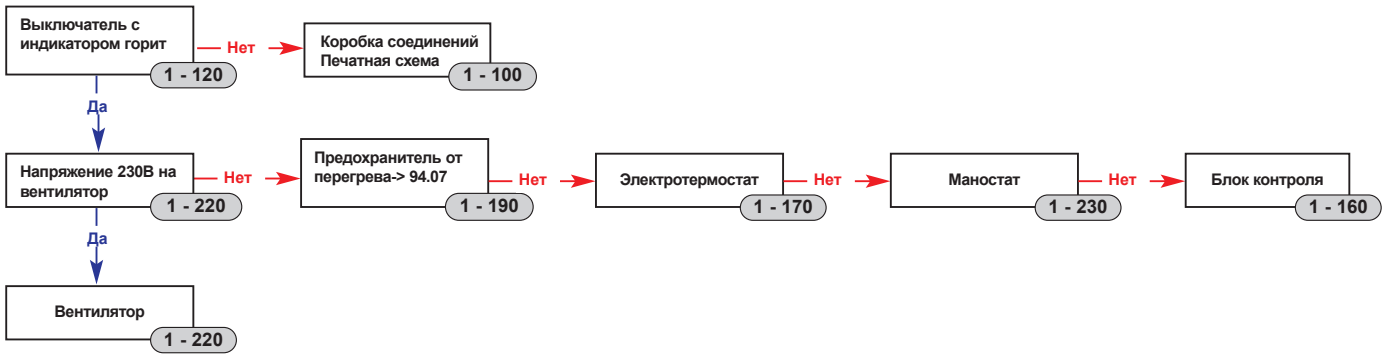 Выключатель с
индикатором горит
1 - 120
Нет
Коробка соединений
Печатная схема
1 - 100
Да
Напряжение 230В на
вентилятор
1 - 220
Нет
Предохранитель от
перегрева-> 94.07
1 - 190
Нет
Электротермостат
1 - 170
Нет
Маностат
1 - 230
Нет
Блок контроля
1 - 160
Да
Вентилятор
1 - 220